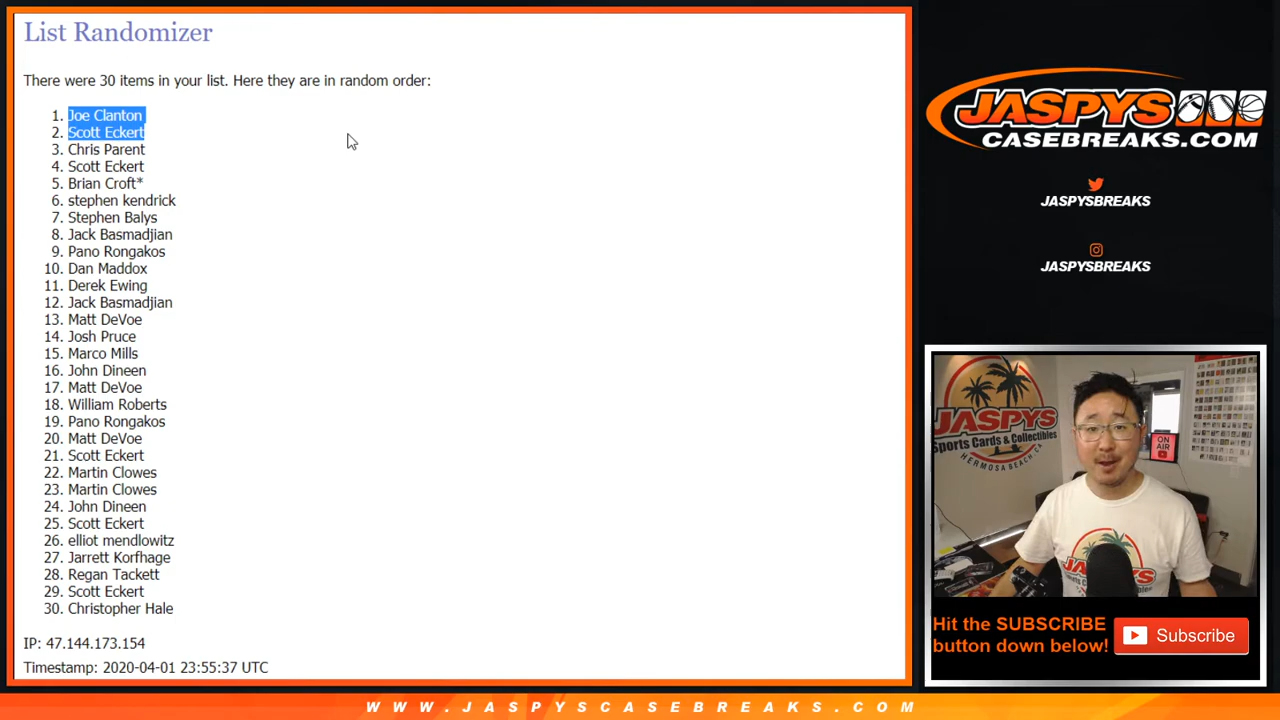 List Randomizer
There were 30 items in your list. Here they are in random order:
1. Joe Clanton
2. Scott Eckert
3. Chris Parent
4. Scott Eckert
5. Brian Croft*
6. stephen kendrick
7. Stephen Balys
8. Jack Basmadjian
9. Pano Rongakos
10. Dan Maddox
11. Derek Ewing
12. Jack Basmadjian
13. Matt DeVoe
14. Josh Pruce
15. Marco Mills
16. John Dineen
17. Matt DeVoe
18. William Roberts
19. Pano Rongakos
20. Matt DeVoe
21. Scott Eckert
22. Martin Clowes
23. Martin Clowes
24. John Dineen
25. Scott Eckert
26. elliot mendlowitz
27. Jarrett Korfhage
28. Regan Tackett
29. Scott Eckert
30. Christopher Hale
IP: 47.144.173.154
Timestamp: 2020-04-01 23:55:37 UTC
JASPYS
CASEBREAKS.COM
JASPYSBREAKS
JASPYSBREAKS
JASPYS
Sports Cards & Collectibles
HERMOSA BEACH, CA
ON
AIR
Hit the SUBSCRIBE
button down below!
Subscribe
WWW.JASPYSCASEBREAKS.COM